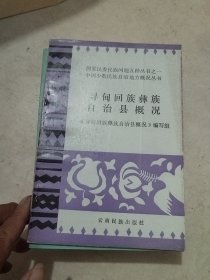 国家民委民族问题五种丛书之一
中国少数民族自治地方概况丛书
寻甸回族彝族
自治县概况
《寻甸回族彝族自治县概况》编写组
云南民族出版社